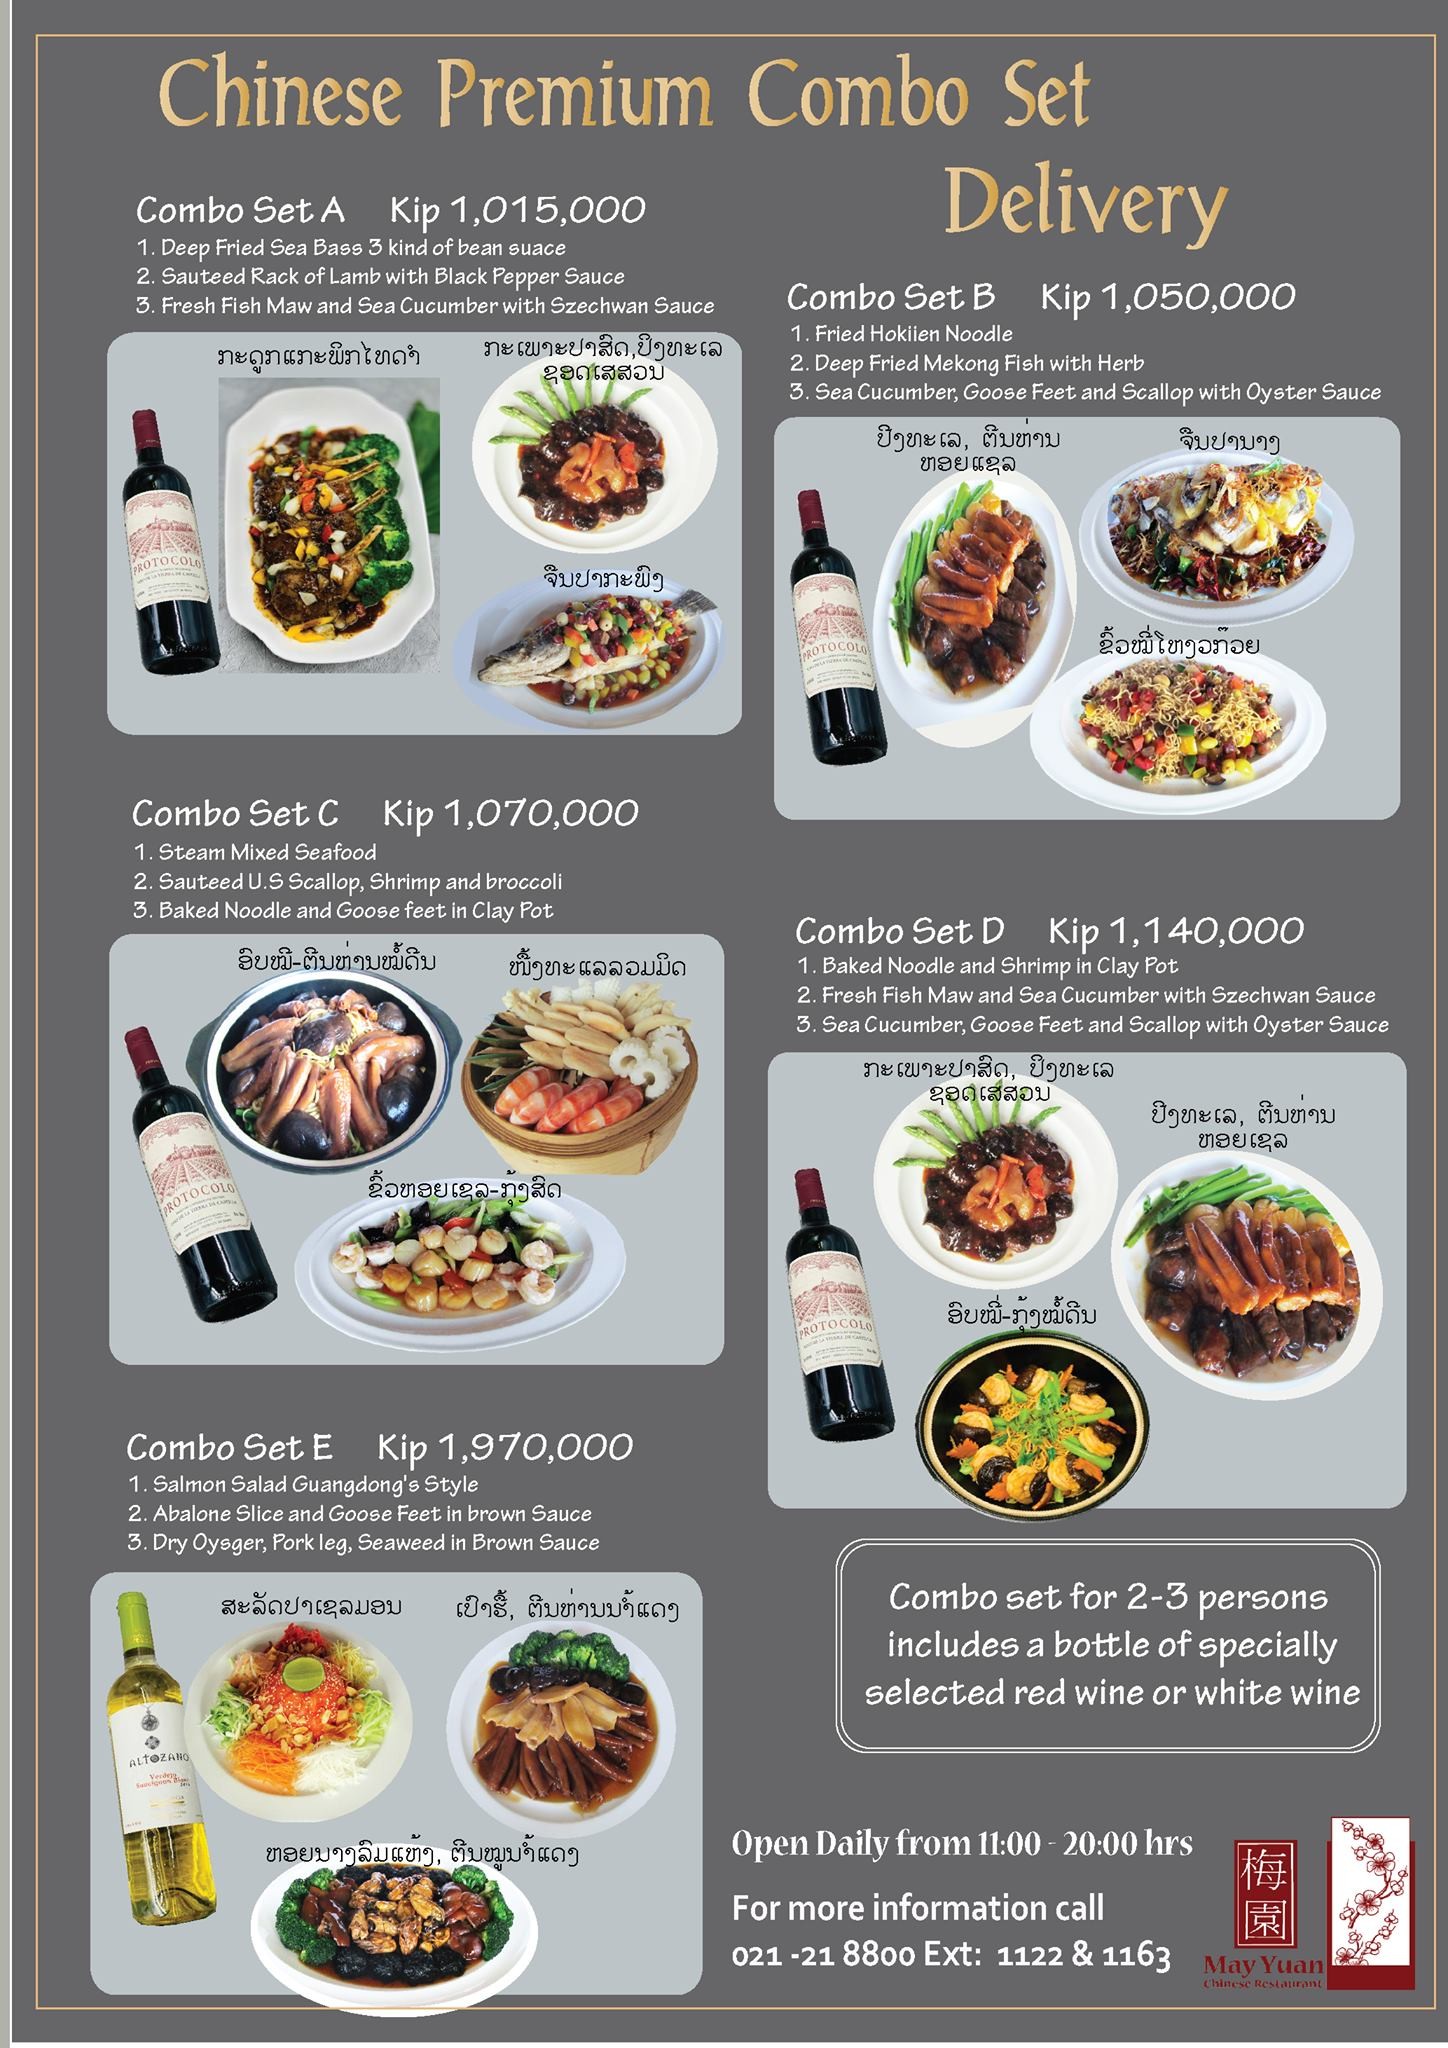 Chinese Premium Combo Set
Delivery
Combo Set A Kip 1,015,000
1. Deep Fried Sea Bass 3 kind of bean suace
2. Sauteed Rack of Lamb with Black Pepper Sauce
3. Fresh Fish Maw and Sea Cucumber with Szechwan Sauce
ກະດູກແກະພິກໄທດຳ
ກະເພາະປາສົດ,ປີງທະເລ
ຊອດເສສວນ
ຈືນປາກະພົງ
PROTOCOLO
Combo Set B Kip 1,050,000
1. Fried Hokiien Noodle
2. Deep Fried Mekong Fish with Herb
3. Sea Cucumber, Goose Feet and Scallop with Oyster Sauce
ປີງທະເລ, ຕີນຫ່ານ
ຫອຍແຊລ
ຈືນປານາງ
ຂົ້ວໝີ່ໂຫງວກ໊ວຍ
PROTOCOLO
Combo Set C Kip 1,070,000
1. Steam Mixed Seafood
2. Sauteed U.S Scallop, Shrimp and broccoli
3. Baked Noodle and Goose feet in Clay Pot
ອົບໝີ-ຕີນຫ່ານໝໍ້ດິນ
ໜື້ງທະແລລວມມິດ
ຂົ້ວຫອຍເຊລ-ກຸ້ງສົດ
PROTOCOLO
Combo Set D Kip 1,140,000
1. Baked Noodle and Shrimp in Clay Pot
2. Fresh Fish Maw and Sea Cucumber with Szechwan Sauce
3. Sea Cucumber, Goose Feet and Scallop with Oyster Sauce
ກະເພາະປາສົດ, ປີງທະເລ
ຊອດເສສວນ
ປີງທະເລ, ຕີນຫ່ານ
ຫອຍເຊລ
ອົບໝີ່-ກຸ້ງໝໍ້ດິນ
PROTOCOLO
Combo Set E Kip 1,970,000
1. Salmon Salad Guangdong's Style
2. Abalone Slice and Goose Feet in brown Sauce
3. Dry Oysger, Pork leg, Seaweed in Brown Sauce
ສະລັດປາເຊລມອນ
ເປົາຮື້, ຕີນຫ່ານນ້ຳແດງ
ຫອຍນາງລົມແຫ້ງ, ຕີນໝູນ້ຳແດງ
ALTOZANO
Verdejo
Sauvignon Blanc
Combo set for 2-3 persons
includes a bottle of specially
selected red wine or white wine
Open Daily from 11:00 - 20:00 hrs
For more information call
021 -21 8800 Ext: 1122 & 1163
梅園
May Yuan
Chinese Restaurant